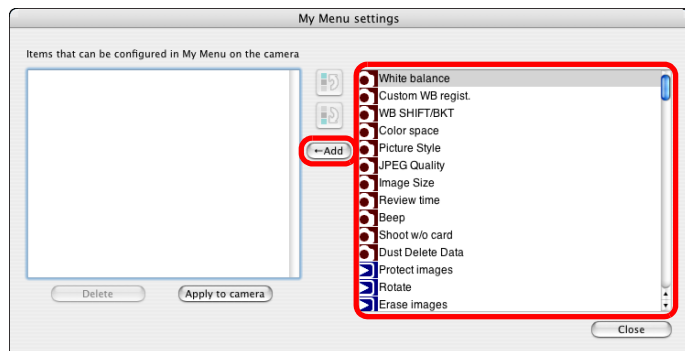 My Menu settings
Items that can be configured in My Menu on the camera
White balance
Custom WB regist.
WB SHIFT/BKT
Color space
←Add
Picture Style
JPEG Quality
Image Size
Review time
Beep
Shoot w/o card
Dust Delete Data
Protect images
Rotate
Erase images
Delete
Apply to camera
Close